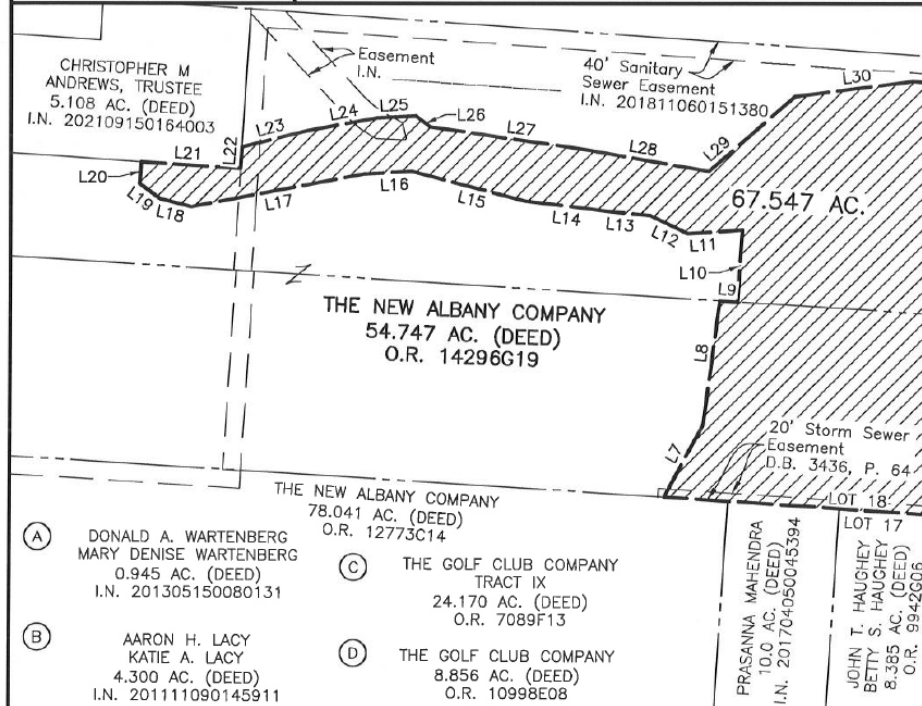 CHRISTOPHER M
ANDREWS, TRUSTEE
5.108 AC. (DEED)
I.N. 202109150164003
Easement
I.N.
40' Sanitary
Sewer Easement
I.N. 201811060151380
L30
L20
L21
L22
L23
L24
L25
L26
L27
L28
L29
L19
L18
L17
L16
L15
L14
L13
L12
L11
67.547 AC.
L10
L9
THE NEW ALBANY COMPANY
54.747 AC. (DEED)
O.R. 14296G19
L8
L7
20' Storm Sewer
Easement
D.B. 3436, P. 64
LOT 18
LOT 17
THE NEW ALBANY COMPANY
78.041 AC. (DEED)
O.R. 12773C14
A
DONALD A. WARTENBERG
MARY DENISE WARTENBERG
0.945 AC. (DEED)
I.N. 201305150080131
B
AARON H. LACY
KATIE A. LACY
4.300 AC. (DEED)
I.N. 201111090145911
C
THE GOLF CLUB COMPANY
TRACT IX
24.170 AC. (DEED)
O.R. 7089F13
D
THE GOLF CLUB COMPANY
8.856 AC. (DEED)
O.R. 10998E08
PRASANNA MAHENDRA
10.0 AC. (DEED)
I.N. 201704050045394
JOHN T. HAUGHEY
BETTY S. HAUGHEY
8.385 AC. (DEED)
O.R. 9942G06